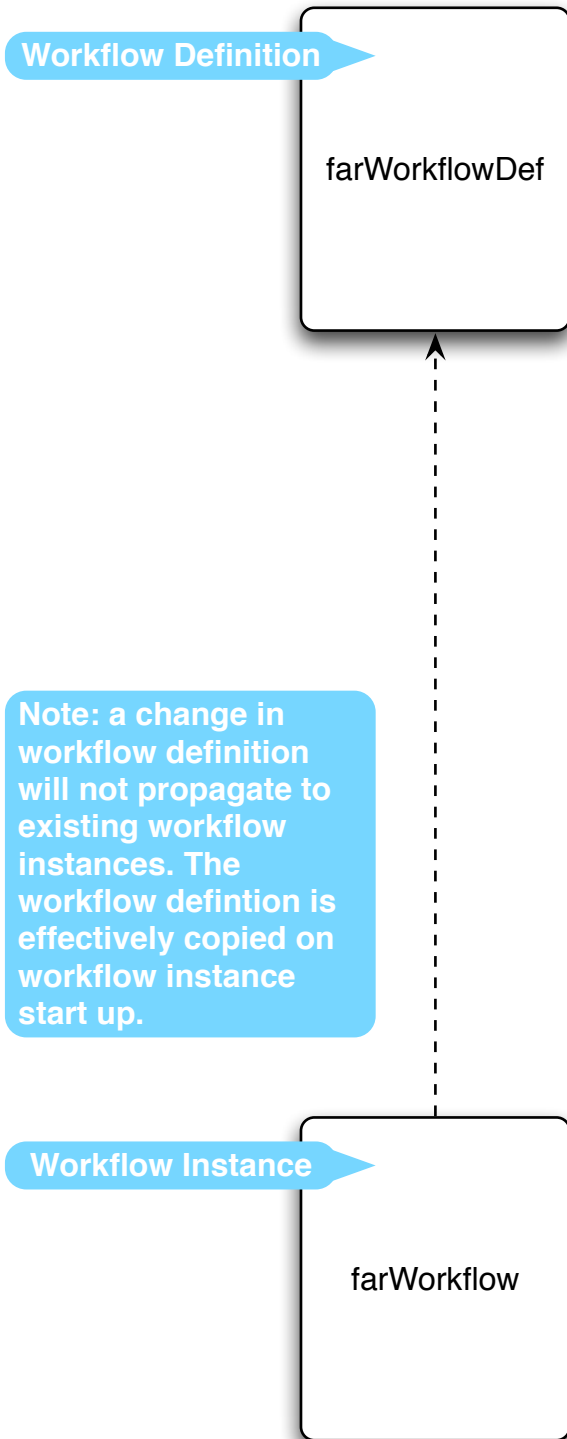 Workflow Definition
farWorkflowDef
Note: a change in
workflow definition
will not propagate to
existing workflow
instances. The
workflow defintion is
effectively copied on
workflow instance
start up.
Workflow Instance
farWorkflow